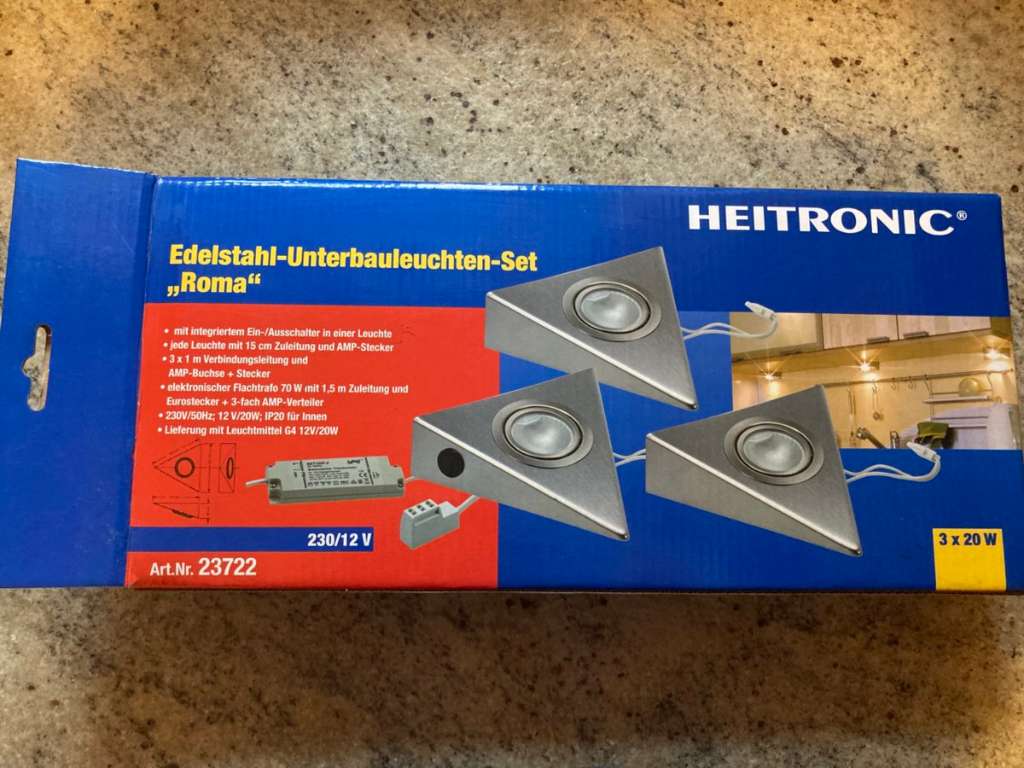 HEITRONIC®
Edelstahl-Unterbauleuchten-Set
„Roma“
• mit integriertem Ein-/Ausschalter in einer Leuchte
• jede Leuchte mit 15 cm Zuleitung und AMP-Stecker
• 3 x 1 m Verbindungsleitung und
AMP-Buchse + Stecker
• elektronischer Flachtrafo 70 W mit 1,5 m Zuleitung und
Eurostecker + 3-fach AMP-Verteiler
• 230V/50Hz; 12 V/20W; IP20 für Innen
• Lieferung mit Leuchtmittel G4 12V/20W
230/12 V
3 x 20 W
Art.Nr. 23722